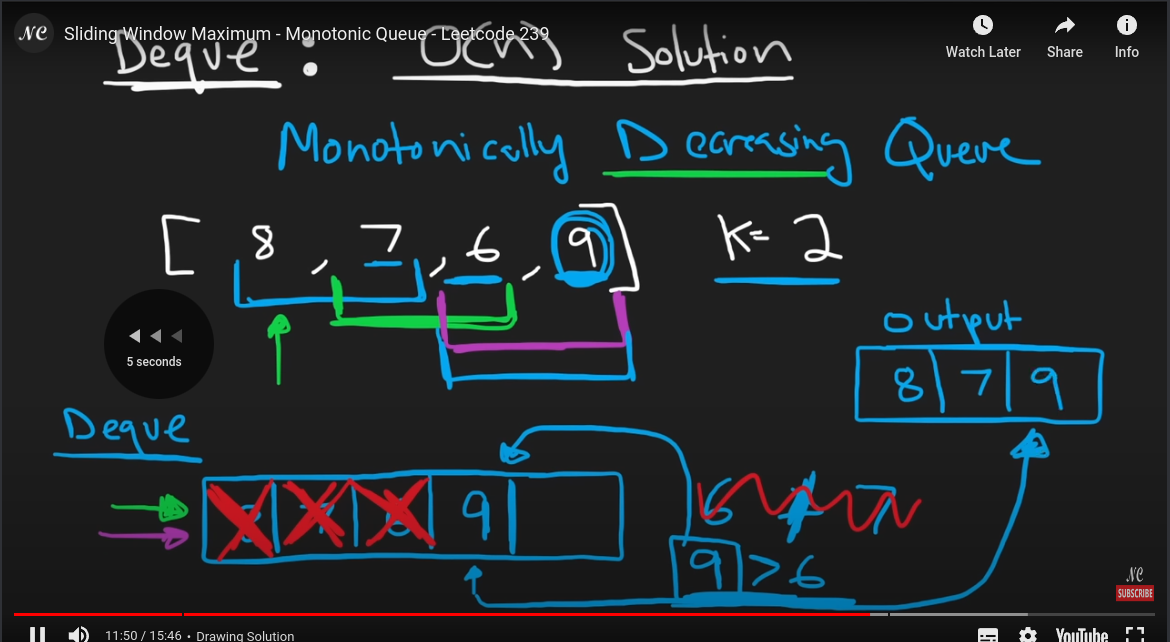 NC Sliding Window Maximum - Monotonic Queue - Leetcode 239
Watch Later Share Info
Deque : O(n) Solution
Monotonically Decreasing Queue
[ 8 , 7 , 6 , 9 ] K = 2
5 seconds
output
8 | 7 | 9
Deque
9
6 7
9 > 6
NC
SUBSCRIBE
11:50 / 15:46 • Drawing Solution
YouTube